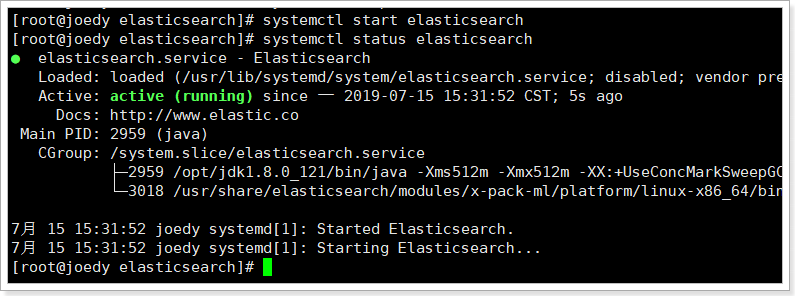 [root@joedy elasticsearch]# systemctl start elasticsearch
[root@joedy elasticsearch]# systemctl status elasticsearch
● elasticsearch.service - Elasticsearch
Loaded: loaded (/usr/lib/systemd/system/elasticsearch.service; disabled; vendor pre
Active: active (running) since 一 2019-07-15 15:31:52 CST; 5s ago
Docs: http://www.elastic.co
Main PID: 2959 (java)
CGroup: /system.slice/elasticsearch.service
├─2959 /opt/jdk1.8.0_121/bin/java -Xms512m -Xmx512m -XX:+UseConcMarkSweepGC
└─3018 /usr/share/elasticsearch/modules/x-pack-ml/platform/linux-x86_64/bin
7月 15 15:31:52 joedy systemd[1]: Started Elasticsearch.
7月 15 15:31:52 joedy systemd[1]: Starting Elasticsearch...
[root@joedy elasticsearch]#